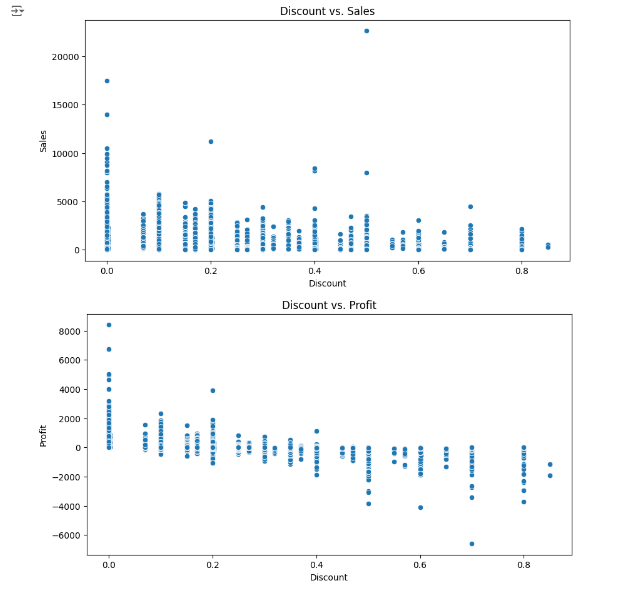 Discount vs. Sales
20000
15000
10000
5000
0
Sales
0.0 0.2 0.4 0.6 0.8
Discount
Discount vs. Profit
8000
6000
4000
2000
0
−2000
−4000
−6000
Profit
0.0 0.2 0.4 0.6 0.8
Discount